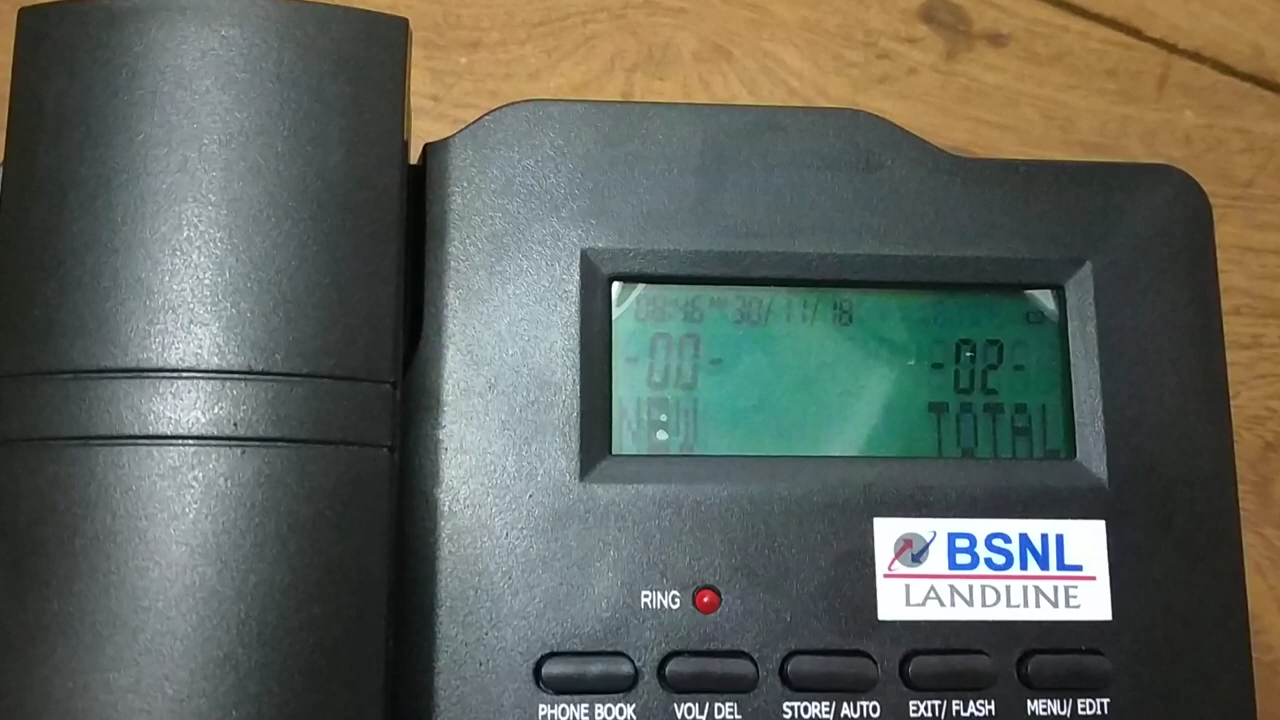 06:46 30/11/18
-00- -02-
NEW TOTAL
BSNL
LANDLINE
RING
PHONE BOOK VOL/ DEL STORE/ AUTO EXIT/ FLASH MENU/ EDIT